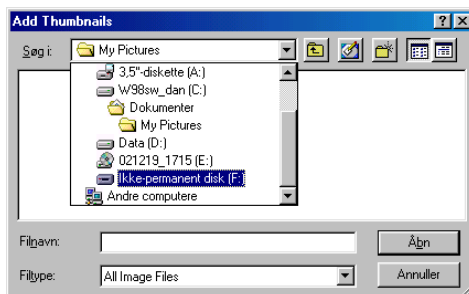 Add Thumbnails
Søg i:
My Pictures
3,5"-diskette (A:)
W98sw_dan (C:)
Dokumenter
My Pictures
Data (D:)
021219_1715 (E:)
Ikke-permanent disk (F:)
Andre computere
Filnavn:
Åbn
Filtype:
All Image Files
Annuller